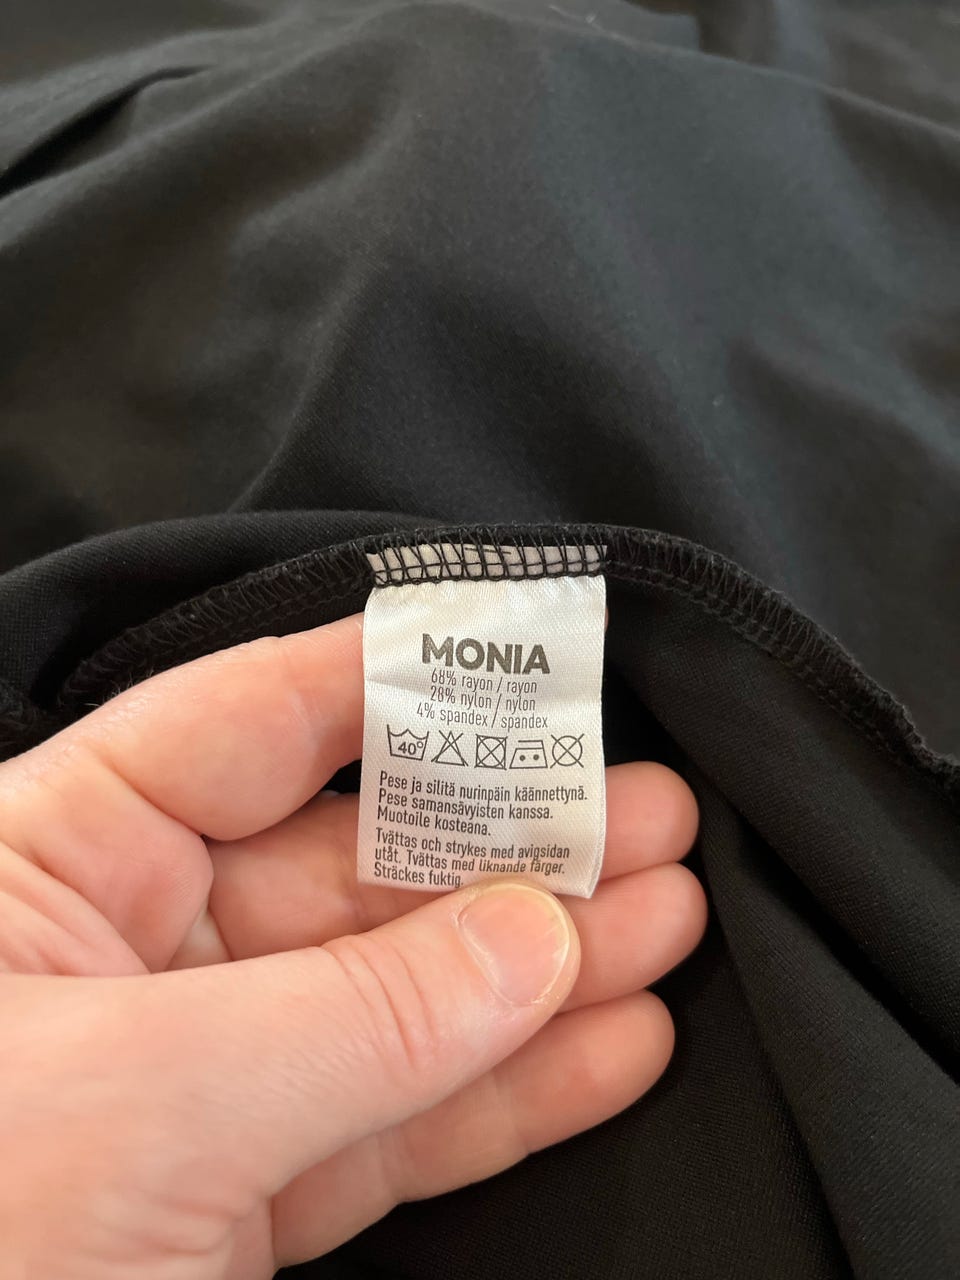 MONIA
68% rayon / rayon
28% nylon / nylon
4% spandex / spandex
40°
Pese ja silitä nurinpäin käännettynä.
Pese samansävyisten kanssa.
Muotoile kosteana.
Tvättas och strykes med avigsidan
utåt. Tvättas med liknande färger.
Sträckes fuktig.